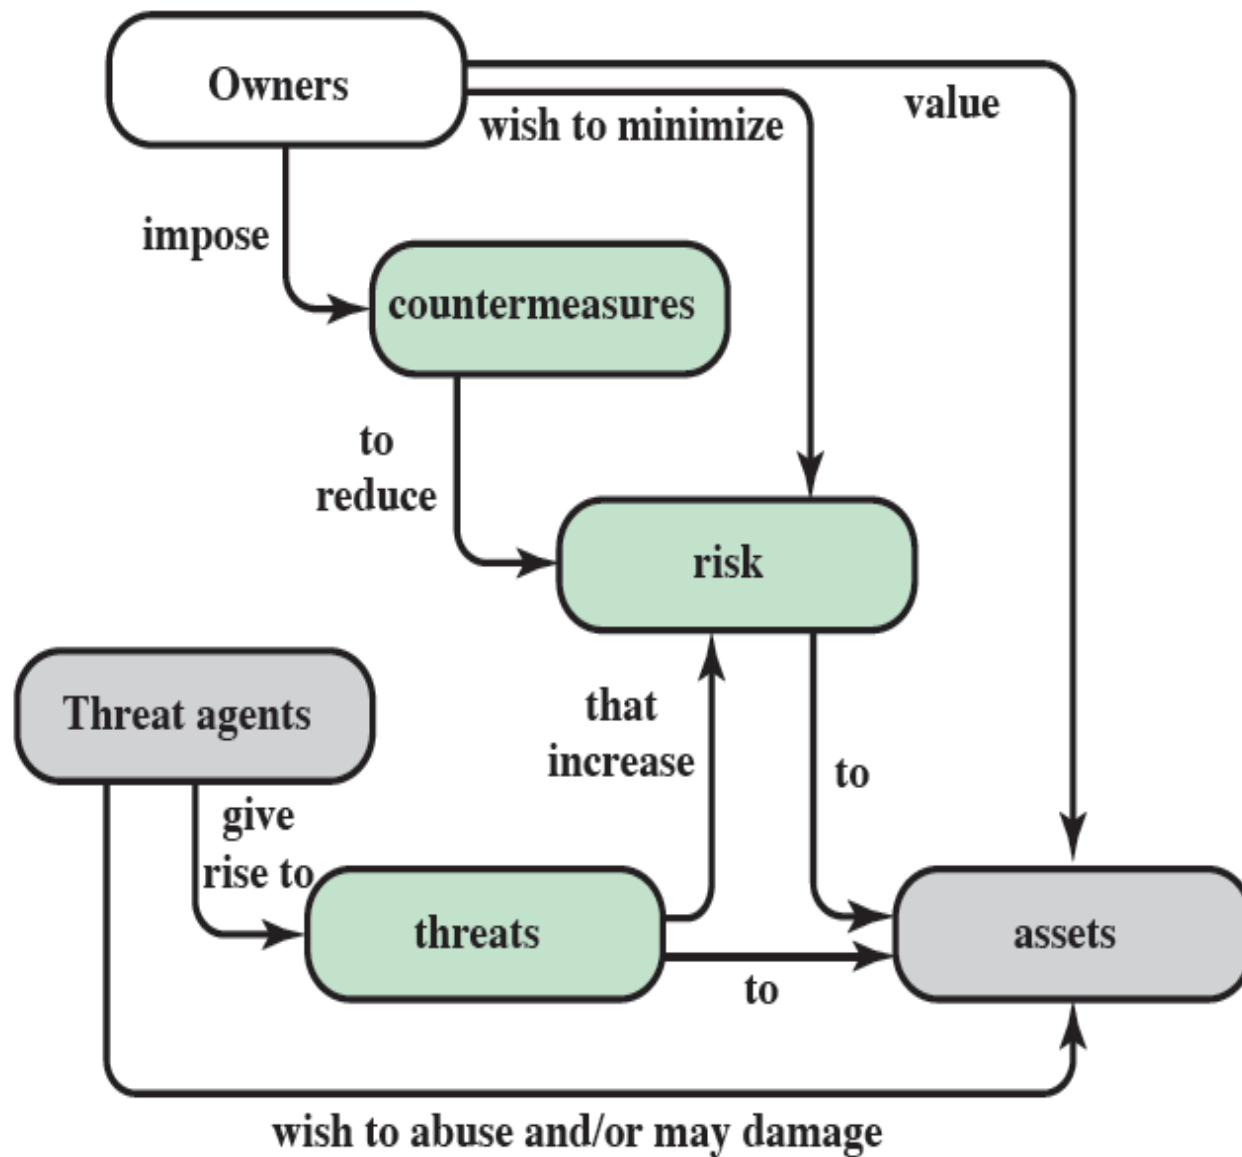 Owners
value
wish to minimize
impose
countermeasures
to
reduce
risk
Threat agents
that
increase
to
give
rise to
threats
assets
to
wish to abuse and/or may damage